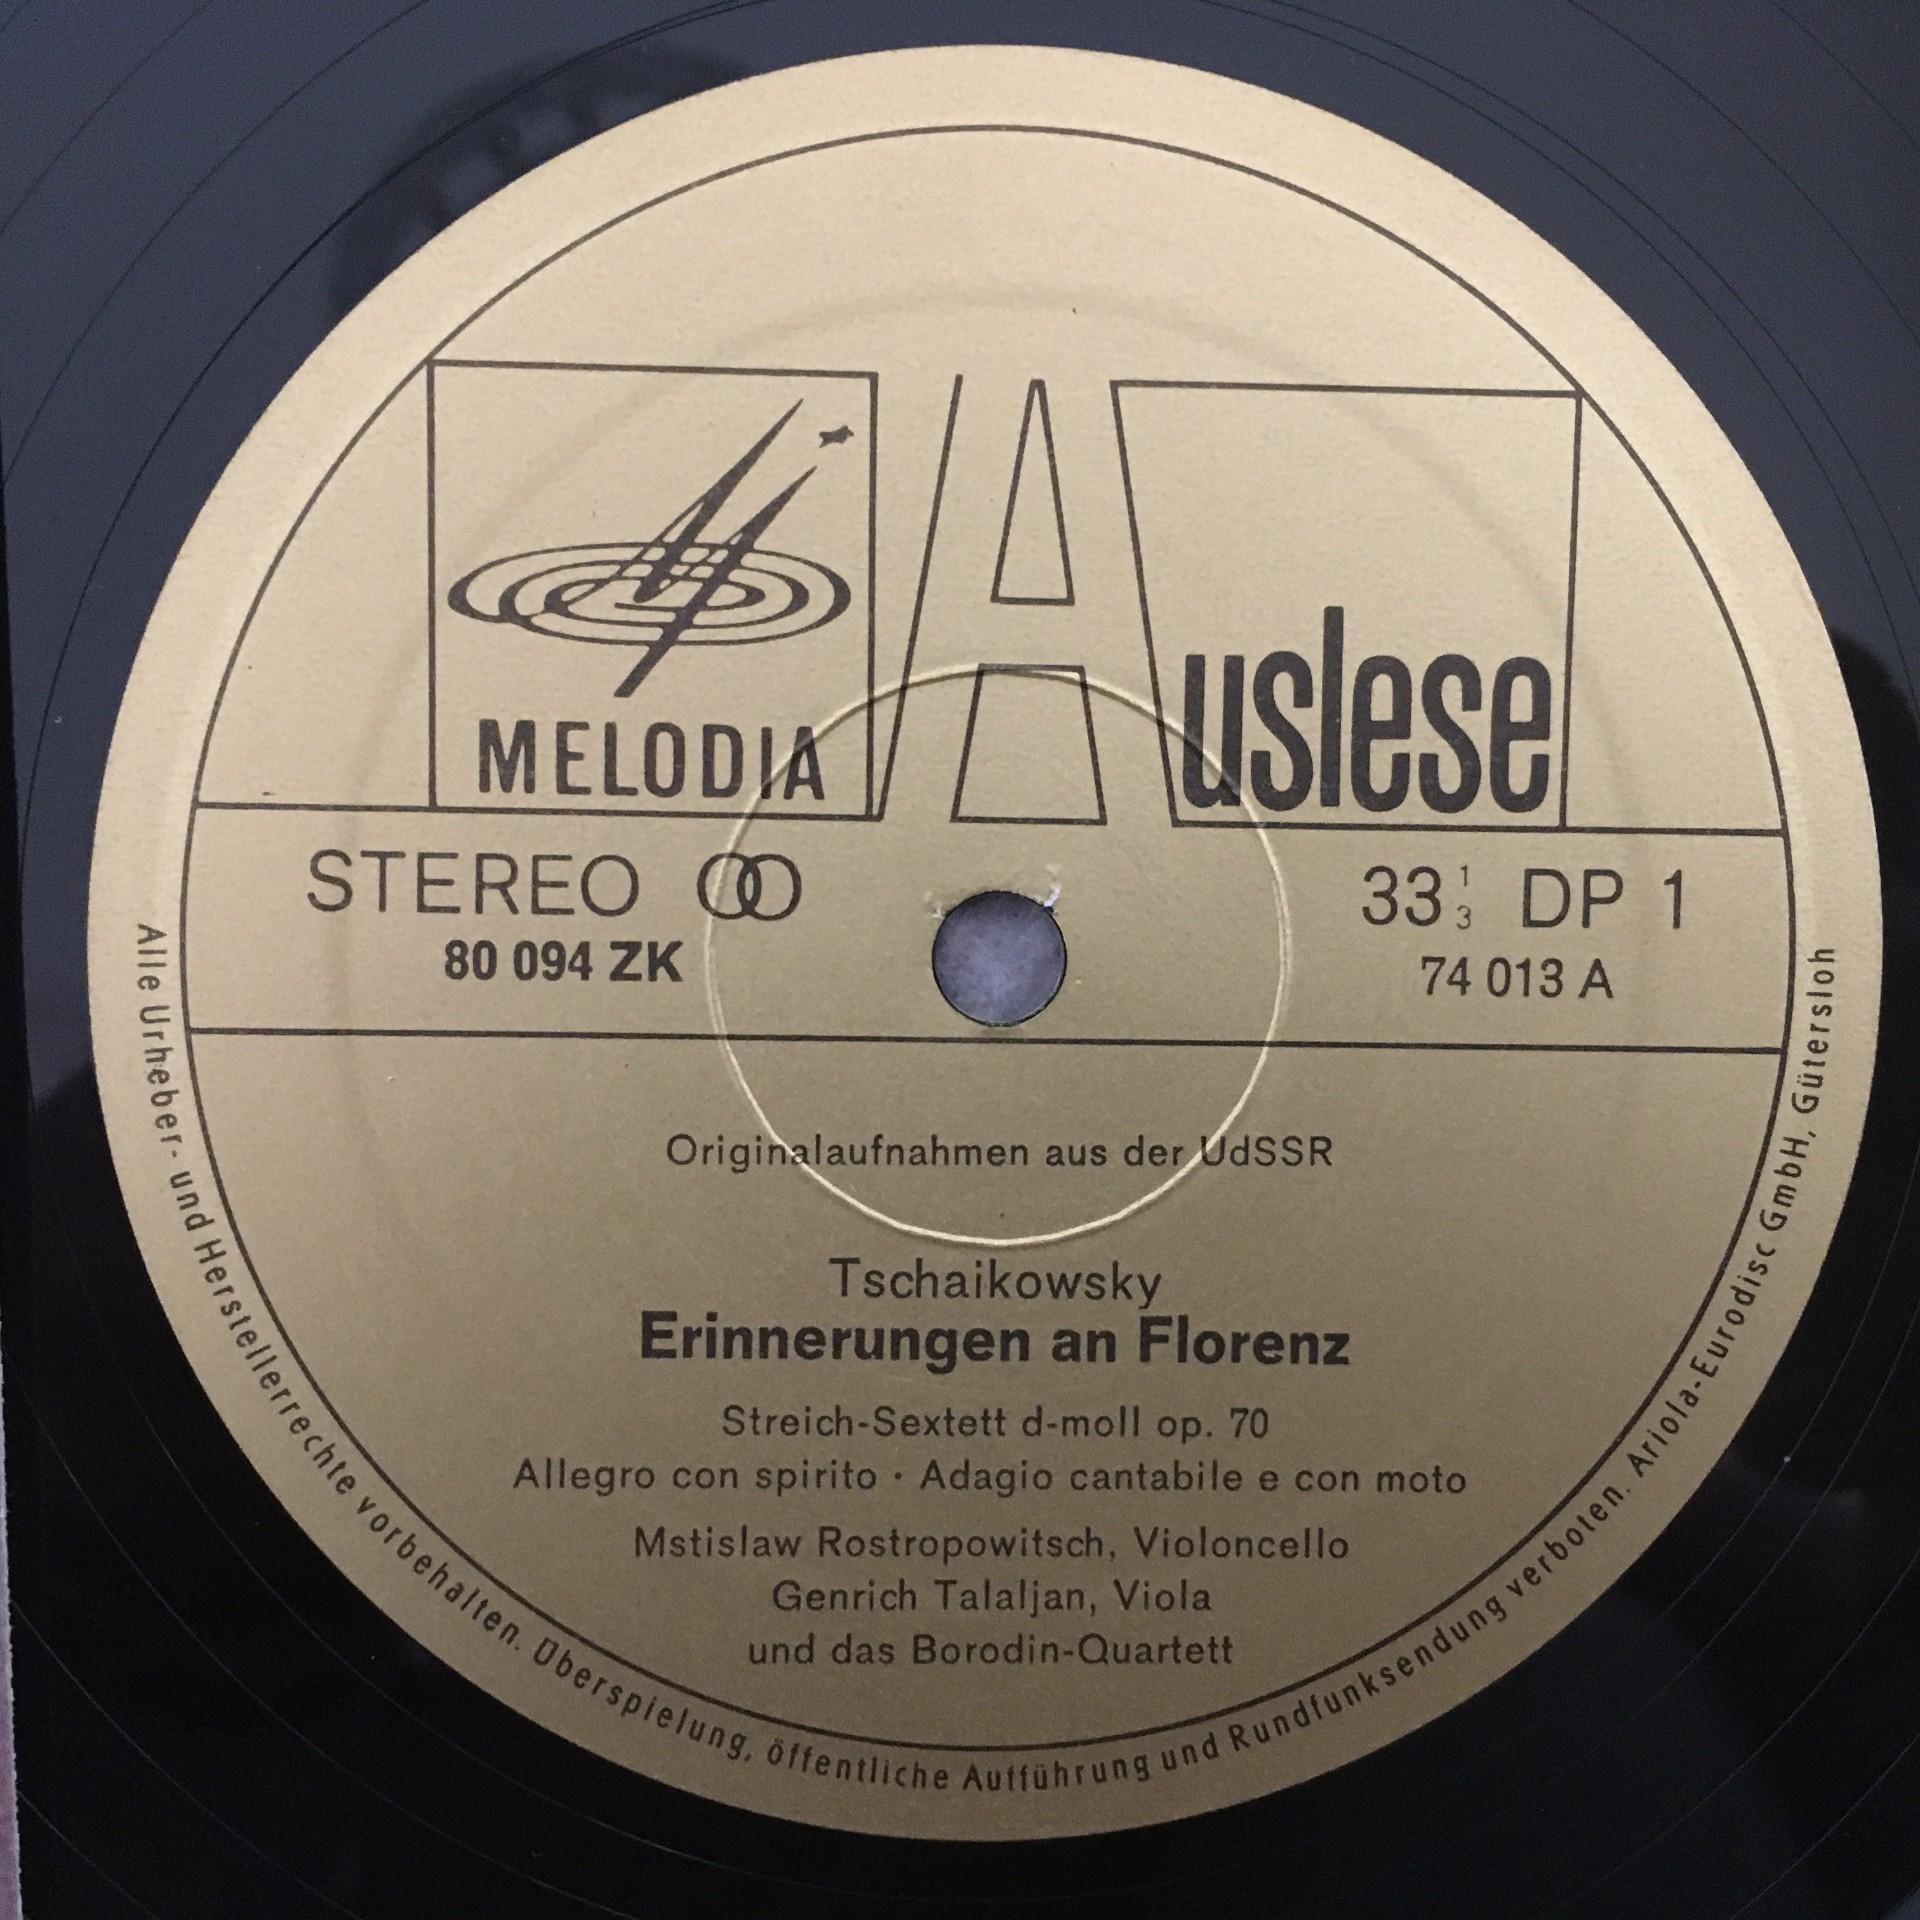 MELODIA
Auslese
STEREO
33 1/3 DP 1
80 094 ZK
74 013 A
Originalaufnahmen aus der UdSSR
Tschaikowsky
Erinnerungen an Florenz
Streich-Sextett d-moll op. 70
Allegro con spirito · Adagio cantabile e con moto
Mstislaw Rostropowitsch, Violoncello
Genrich Talaljan, Viola
und das Borodin-Quartett
Alle Urheber- und Herstellerrechte vorbehalten. Überspielung, öffentliche Aufführung und Rundfunksendung verboten. Ariola-Eurodisc GmbH, Gütersloh